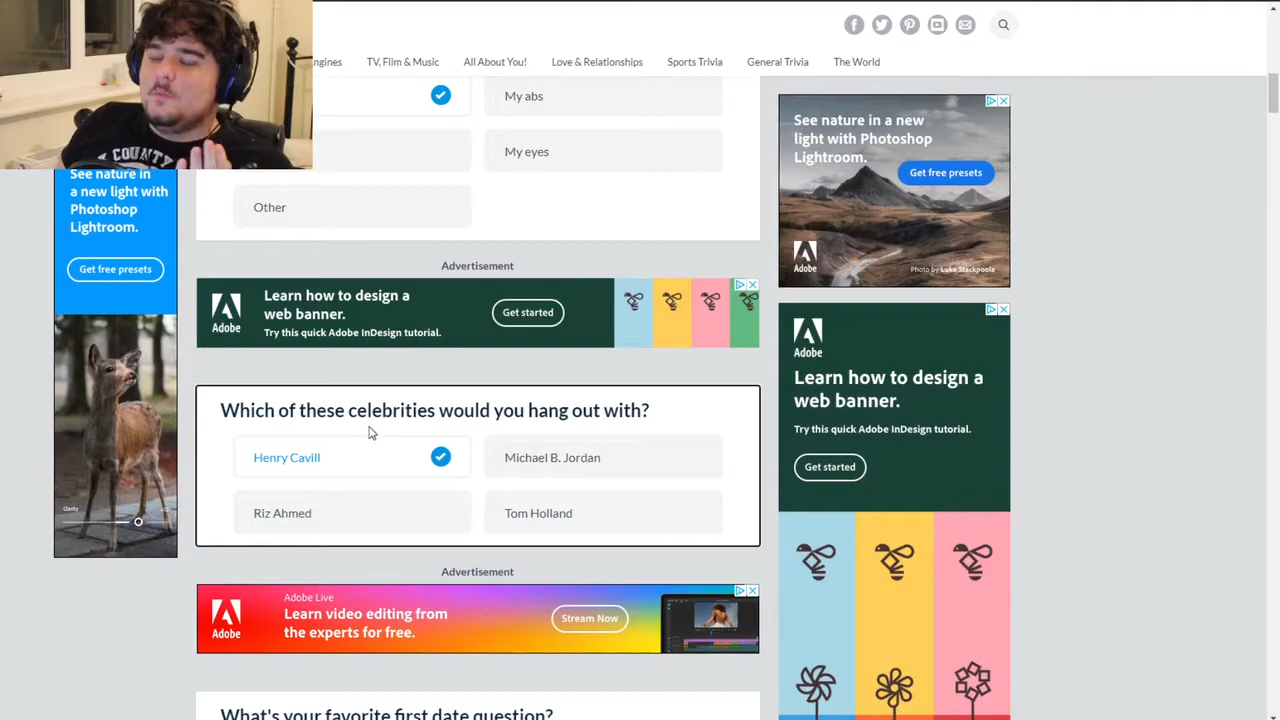 ngines
TV, Film & Music
All About You!
Love & Relationships
Sports Trivia
General Trivia
The World
COUNTY
My abs
My eyes
Other
See nature in
a new light with
Photoshop
Lightroom.
Get free presets
Clarity
Advertisement
Adobe
Learn how to design a
web banner.
Try this quick Adobe InDesign tutorial.
Get started
Which of these celebrities would you hang out with?
Henry Cavill
Michael B. Jordan
Riz Ahmed
Tom Holland
Advertisement
Adobe
Adobe Live
Learn video editing from
the experts for free.
Stream Now
What's your favorite first date question?
See nature in a new
light with Photoshop
Lightroom.
Get free presets
Adobe
Photo by Luke Stackpoole
Adobe
Learn how to design a
web banner.
Try this quick Adobe InDesign tutorial.
Get started